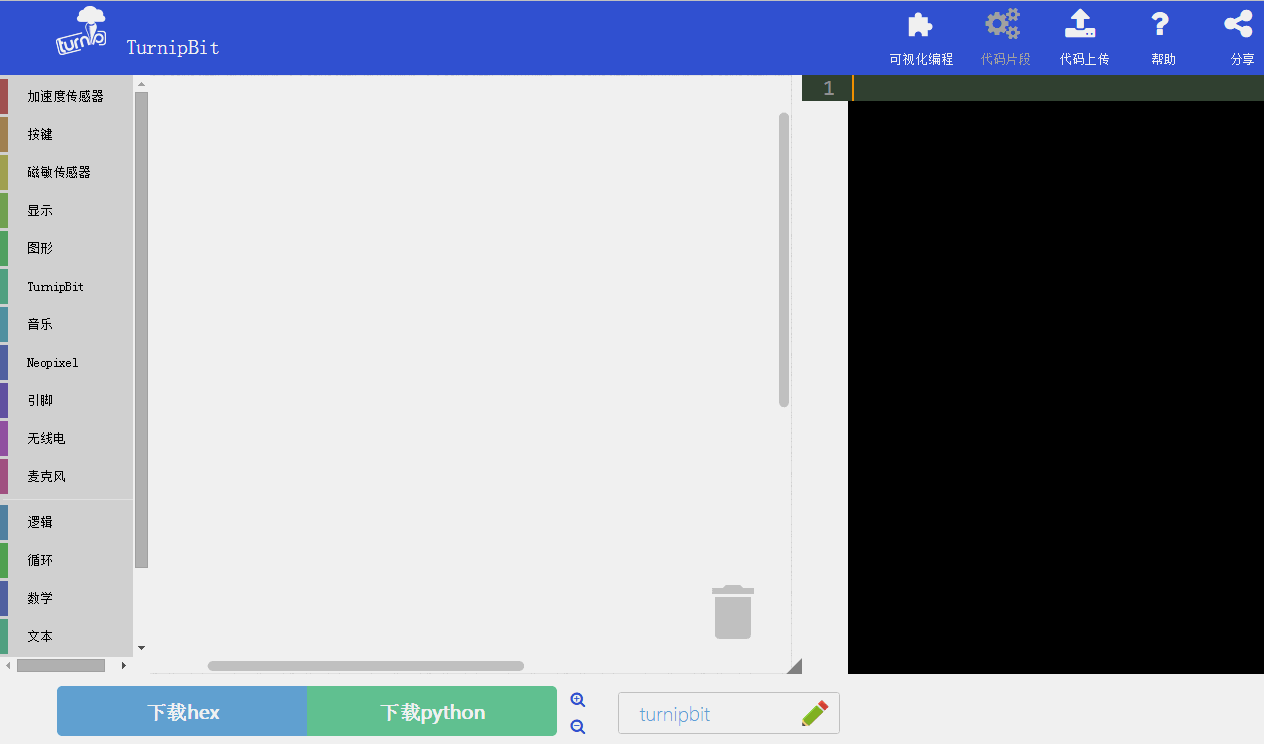 turnip
TurnipBit
可视化编程
代码片段
代码上传
帮助
分享
加速度传感器
按键
磁敏传感器
显示
图形
TurnipBit
音乐
Neopixel
引脚
无线电
麦克风
逻辑
循环
数学
文本
1
下载hex
下载python
turnipbit